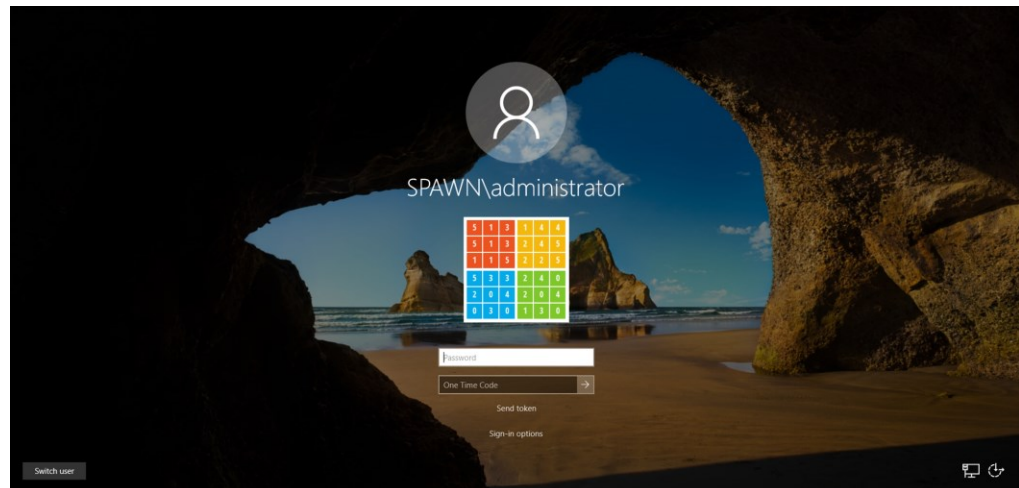 SPAWN\administrator
5 1 3 1 4 4
5 1 3 2 4 5
1 1 5 2 2 5
5 3 3 2 4 0
2 0 4 2 0 4
0 3 0 1 3 0
Password
One Time Code
Send token
Sign-in options
Switch user